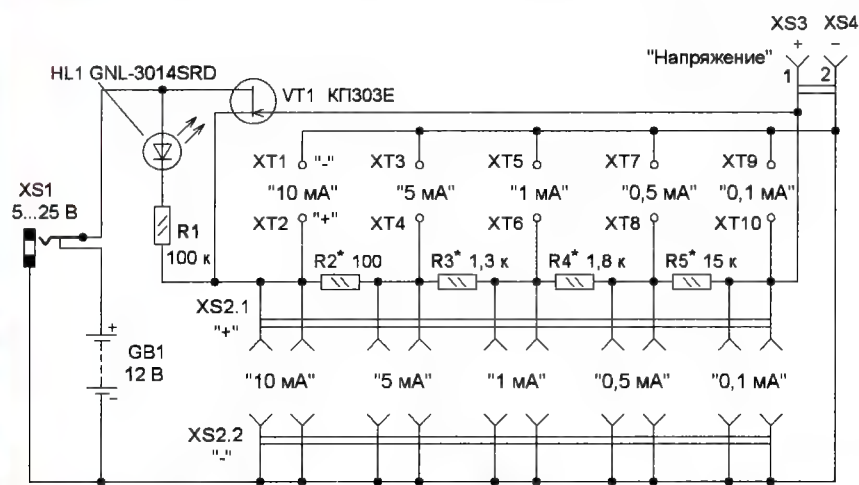 XS3 XS4
+ –
"Напряжение" 1 2
HL1 GNL-3014SRD
VT1 КП303Е
XT1 "-" XT3 XT5 XT7 XT9
"10 мА" "5 мА" "1 мА" "0,5 мА" "0,1 мА"
XT2 "+" XT4 XT6 XT8 XT10
XS1
5...25 В
R1
100 к
R2* 100 R3* 1,3 к R4* 1,8 к R5* 15 к
XS2.1
"+"
+
GB1
12 В
–
"10 мА" "5 мА" "1 мА" "0,5 мА" "0,1 мА"
XS2.2
"-"